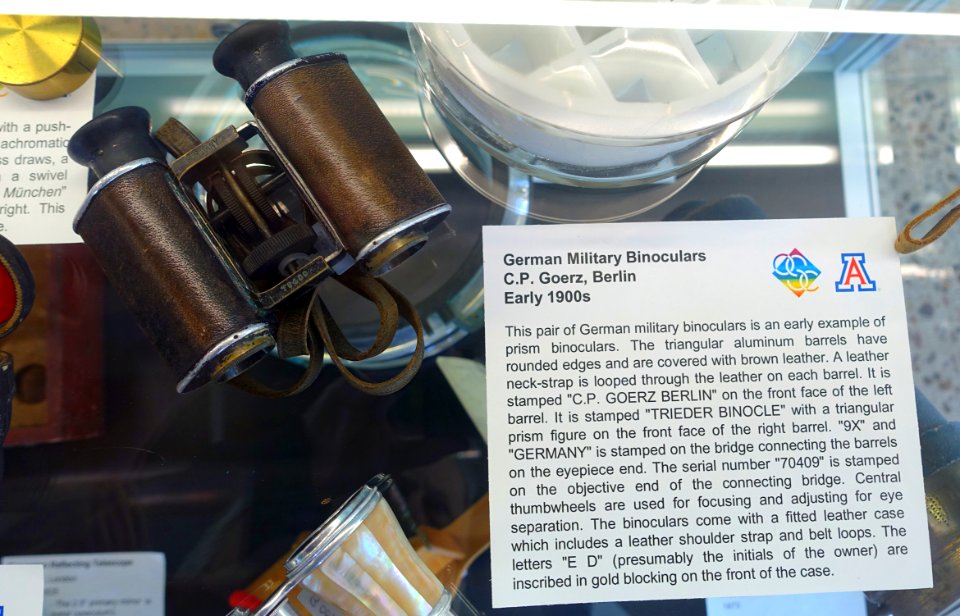 with a push-
achromatic
ss draws, a
a swivel
München"
right. This
e.
German Military Binoculars
C.P. Goerz, Berlin
Early 1900s
A
This pair of German military binoculars is an early example of
prism binoculars. The triangular aluminum barrels have
rounded edges and are covered with brown leather. A leather
neck-strap is looped through the leather on each barrel. It is
stamped "C.P. GOERZ BERLIN" on the front face of the left
barrel. It is stamped "TRIEDER BINOCLE" with a triangular
prism figure on the front face of the right barrel. "9X" and
"GERMANY" is stamped on the bridge connecting the barrels
on the eyepiece end. The serial number "70409" is stamped
on the objective end of the connecting bridge. Central
thumbwheels are used for focusing and adjusting for eye
separation. The binoculars come with a fitted leather case
which includes a leather shoulder strap and belt loops. The
letters "E D" (presumably the initials of the owner) are
inscribed in gold blocking on the front of the case.
70409
Reflecting Telescope
London